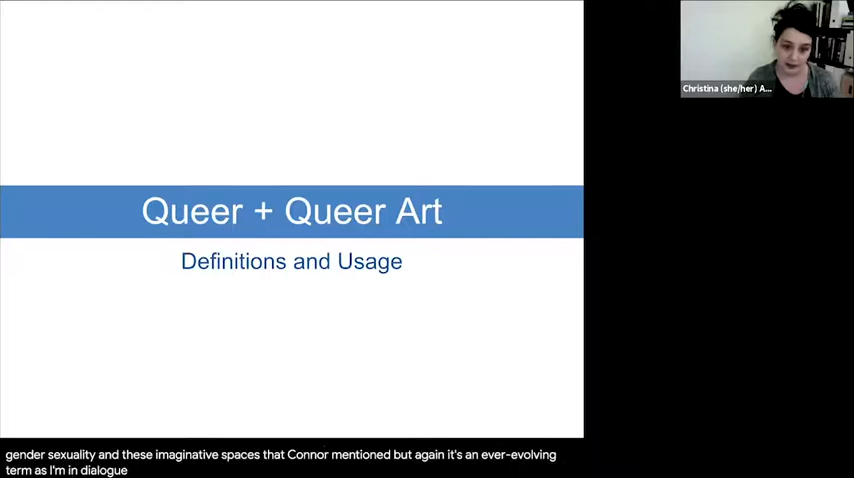 Christina (she/her) A...
Queer + Queer Art
Definitions and Usage
gender sexuality and these imaginative spaces that Connor mentioned but again it's an ever-evolving
term as I'm in dialogue